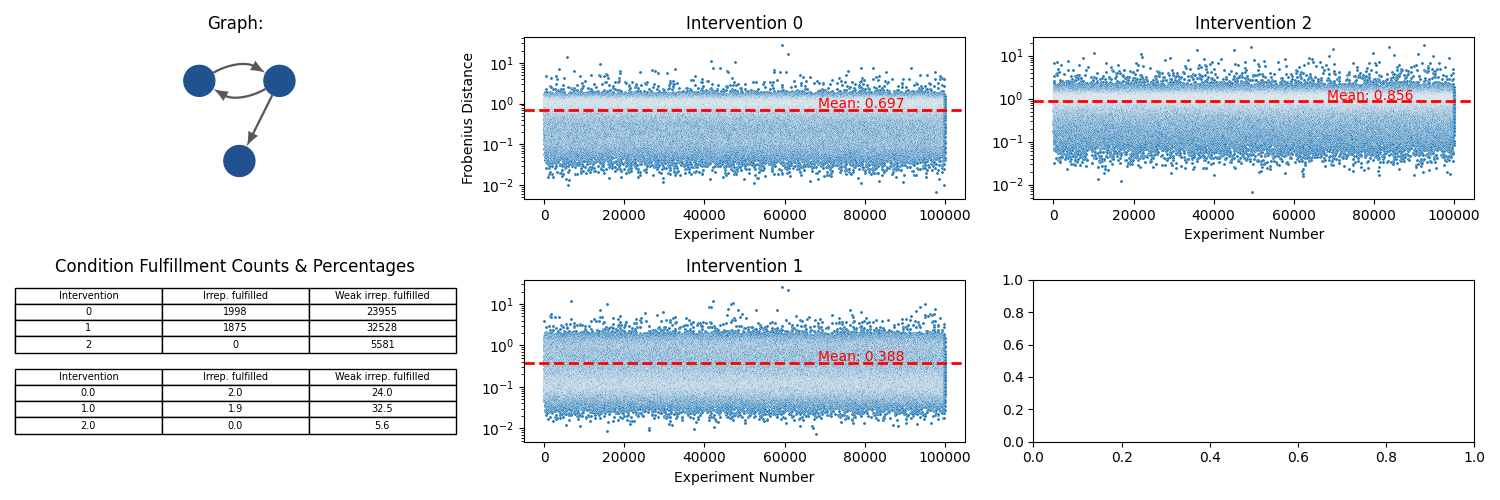 Graph:
Condition Fulfillment Counts & Percentages
Intervention Irrep. fulfilled Weak irrep. fulfilled
0 1998 23955
1 1875 32528
2 0 5581
Intervention Irrep. fulfilled Weak irrep. fulfilled
0.0 2.0 24.0
1.0 1.9 32.5
2.0 0.0 5.6
Intervention 0
Frobenius Distance
10^1
10^0
10^-1
10^-2
Mean: 0.697
0 20000 40000 60000 80000 100000
Experiment Number
Intervention 2
10^1
10^0
10^-1
10^-2
Mean: 0.856
0 20000 40000 60000 80000 100000
Experiment Number
Intervention 1
10^1
10^0
10^-1
10^-2
Mean: 0.388
0 20000 40000 60000 80000 100000
Experiment Number
1.0
0.8
0.6
0.4
0.2
0.0
0.0 0.2 0.4 0.6 0.8 1.0